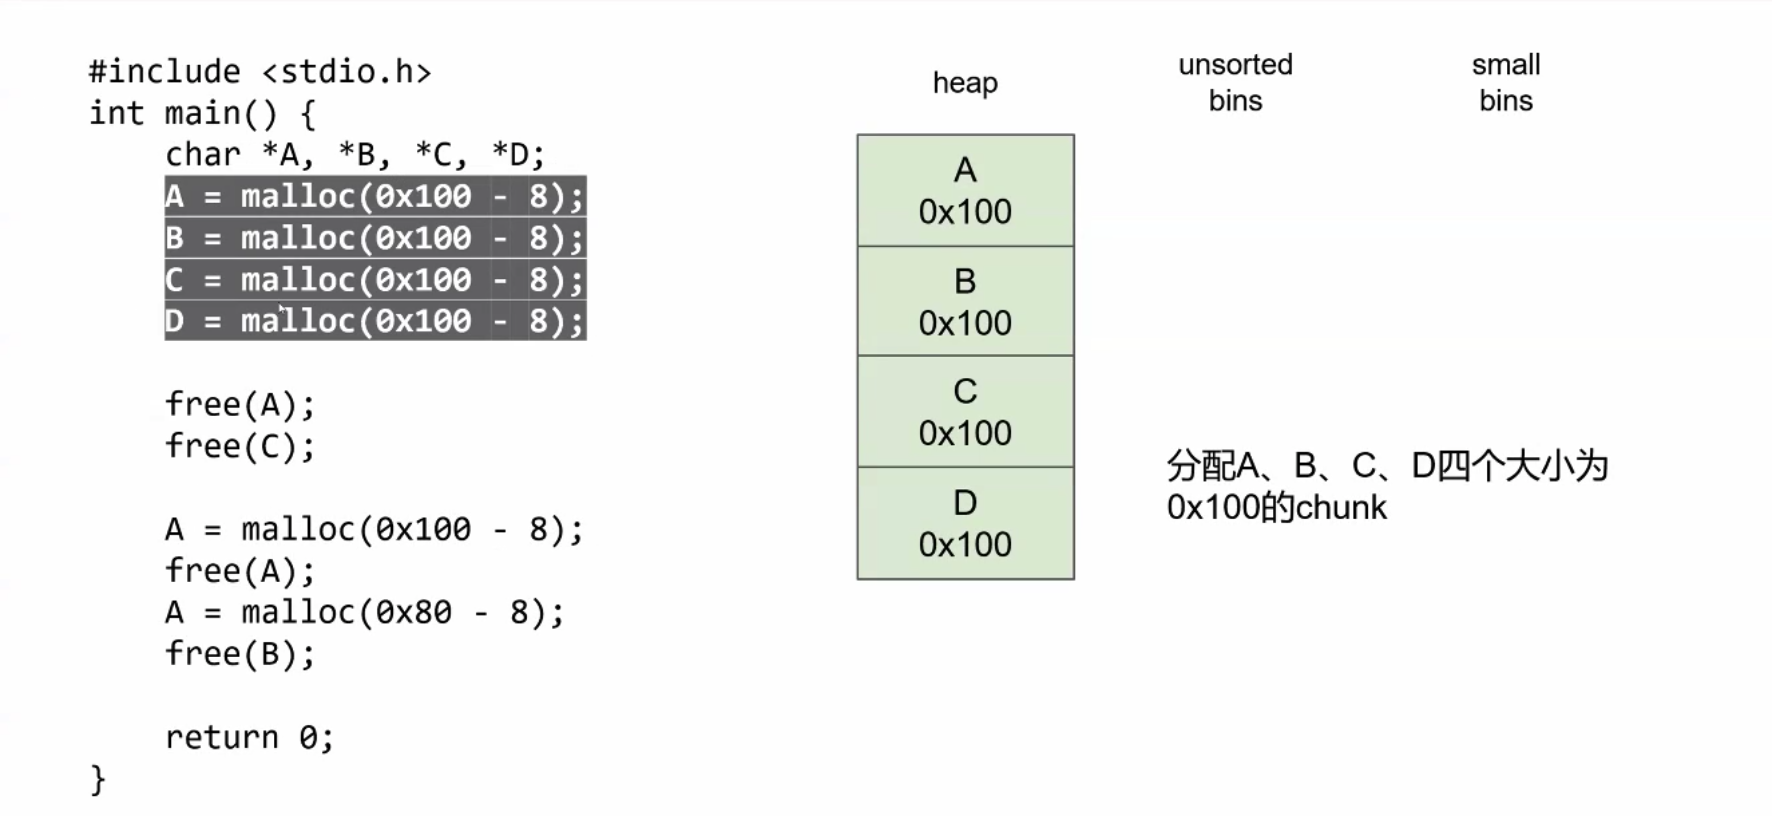 #include <stdio.h>
int main() {
char *A, *B, *C, *D;
A = malloc(0x100 - 8);
B = malloc(0x100 - 8);
C = malloc(0x100 - 8);
D = malloc(0x100 - 8);
free(A);
free(C);
A = malloc(0x100 - 8);
free(A);
A = malloc(0x80 - 8);
free(B);
return 0;
}
heap
A
0x100
B
0x100
C
0x100
D
0x100
unsorted
bins
small
bins
分配A、B、C、D四个大小为
0x100的chunk